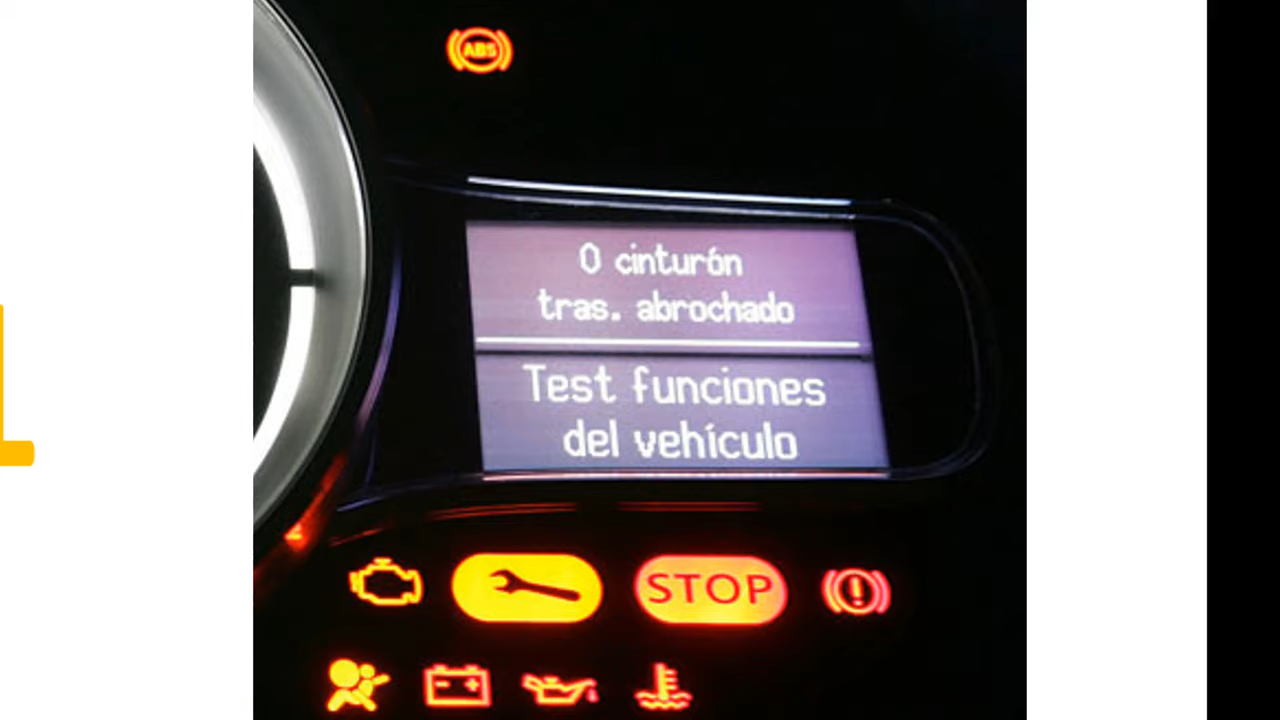 ABS
0 cinturón
tras. abrochado
Test funciones
del vehículo
STOP